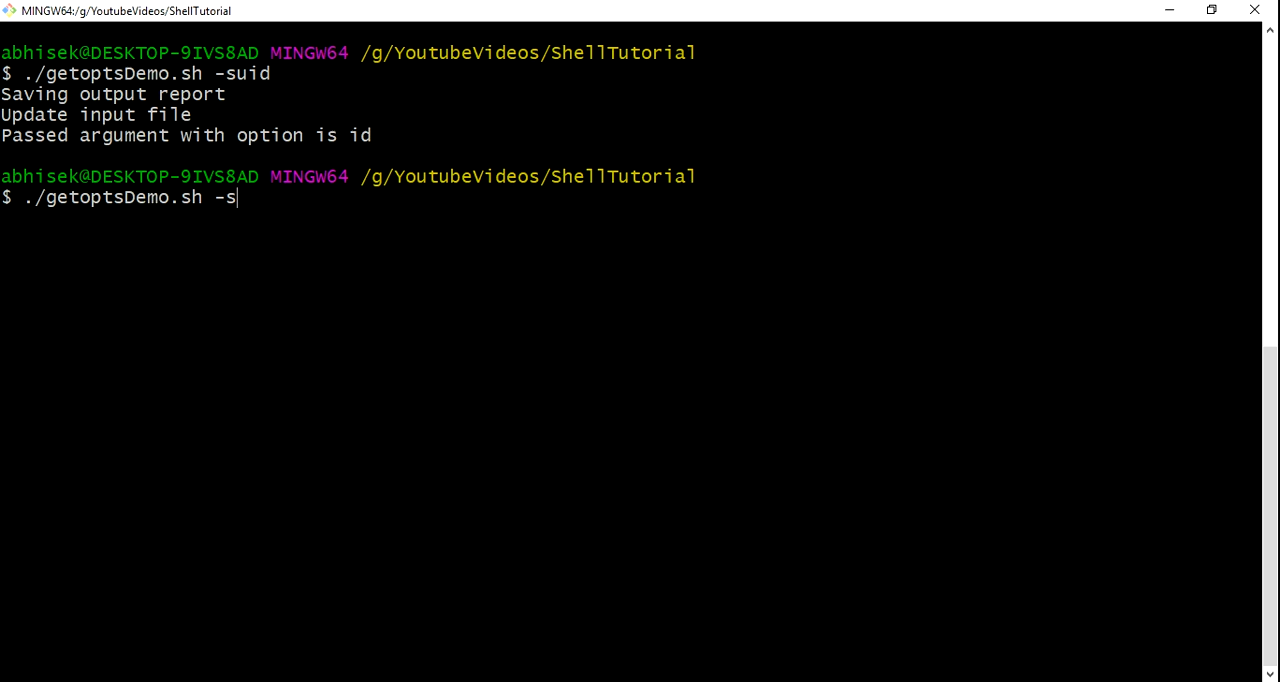 MINGW64:/g/YoutubeVideos/ShellTutorial
abhisek@DESKTOP-9IVS8AD MINGW64 /g/YoutubeVideos/ShellTutorial
$ ./getoptsDemo.sh -suid
Saving output report
Update input file
Passed argument with option is id
abhisek@DESKTOP-9IVS8AD MINGW64 /g/YoutubeVideos/ShellTutorial
$ ./getoptsDemo.sh -s